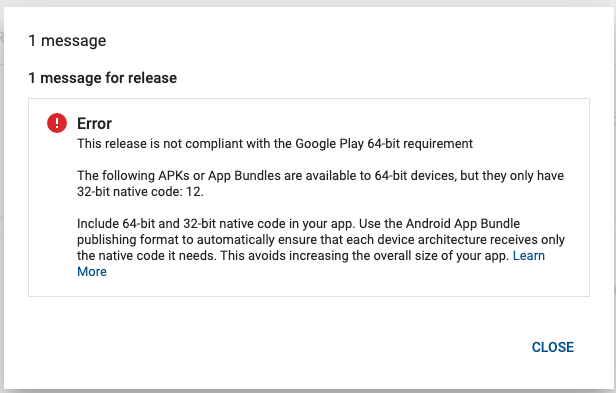 1 message
1 message for release
Error
This release is not compliant with the Google Play 64-bit requirement
The following APKs or App Bundles are available to 64-bit devices, but they only have
32-bit native code: 12.
Include 64-bit and 32-bit native code in your app. Use the Android App Bundle
publishing format to automatically ensure that each device architecture receives only
the native code it needs. This avoids increasing the overall size of your app. Learn
More
CLOSE